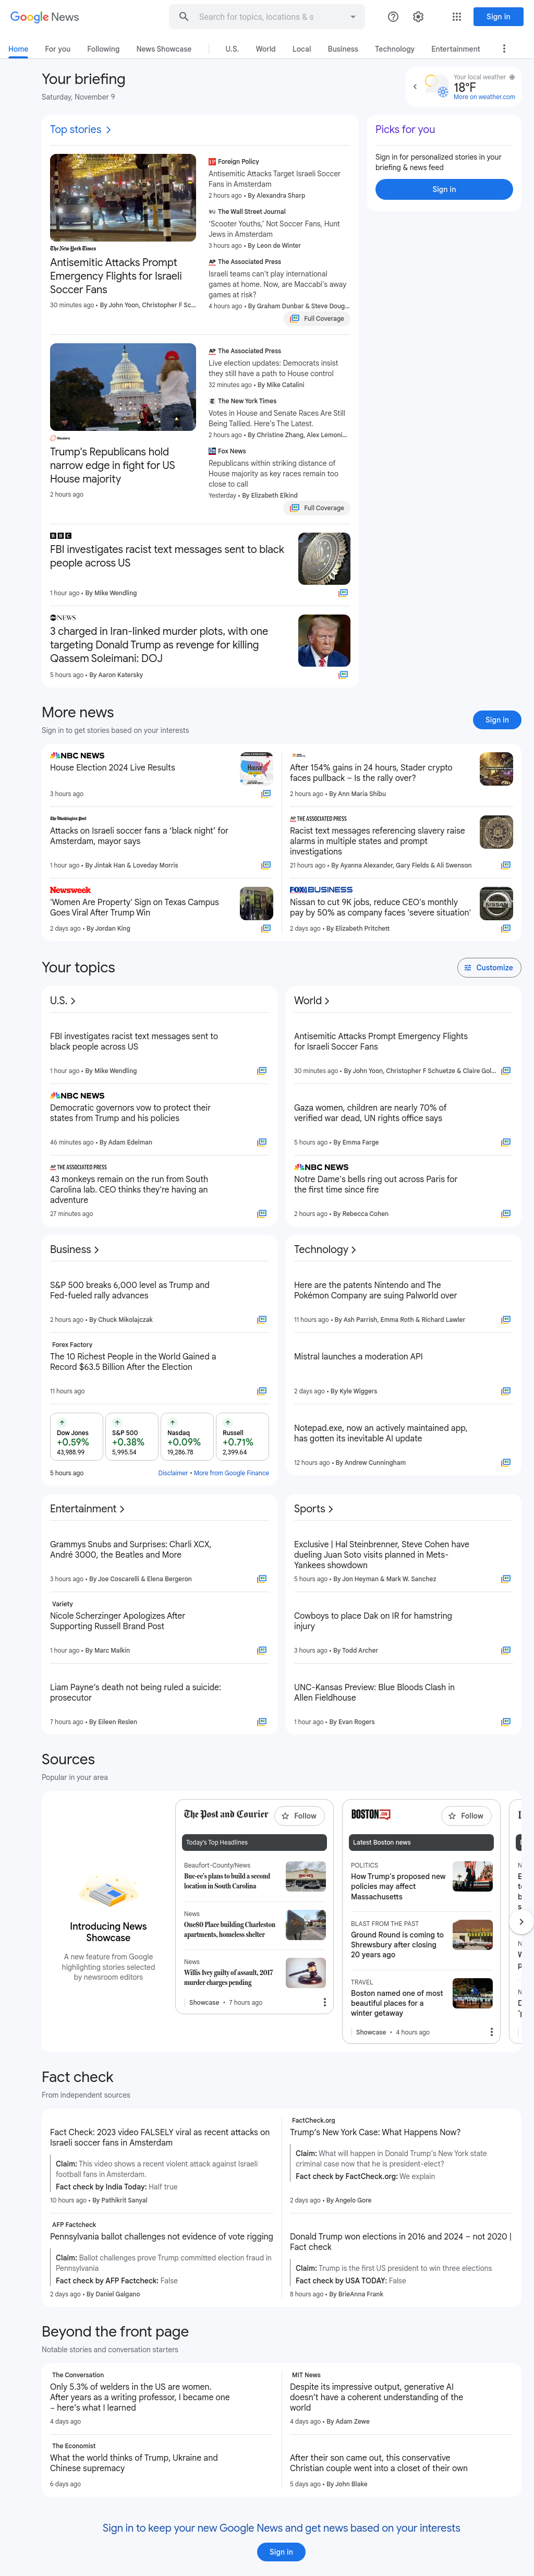 Google News
Search for topics, locations & s
Sign in
Home
For you
Following
News Showcase
U.S.
World
Local
Business
Technology
Entertainment
Your briefing
Saturday, November 9
Your local weather
18°F
More on weather.com
Top stories
The New York Times
Antisemitic Attacks Prompt
Emergency Flights for Israeli
Soccer Fans
30 minutes ago • By John Yoon, Christopher F Sc...
Foreign Policy
Antisemitic Attacks Target Israeli Soccer
Fans in Amsterdam
2 hours ago • By Alexandra Sharp
The Wall Street Journal
'Scooter Youths,' Not Soccer Fans, Hunt
Jews in Amsterdam
3 hours ago • By Leon de Winter
AP The Associated Press
Israeli teams can't play international
games at home. Now, are Maccabi's away
games at risk?
4 hours ago • By Graham Dunbar & Steve Doug...
Full Coverage
Picks for you
Sign in for personalized stories in your
briefing & news feed
Sign in
Reuters
Trump's Republicans hold
narrow edge in fight for US
House majority
2 hours ago
AP The Associated Press
Live election updates: Democrats insist
they still have a path to House control
32 minutes ago • By Mike Catalini
The New York Times
Votes in House and Senate Races Are Still
Being Tallied. Here's The Latest.
2 hours ago • By Christine Zhang, Alex Lemoni...
Fox News
Republicans within striking distance of
House majority as key races remain too
close to call
Yesterday • By Elizabeth Elkind
Full Coverage
BBC
FBI investigates racist text messages sent to black
people across US
1 hour ago • By Mike Wendling
abc NEWS
3 charged in Iran-linked murder plots, with one
targeting Donald Trump as revenge for killing
Qassem Soleimani: DOJ
5 hours ago • By Aaron Katersky
More news
Sign in to get stories based on your interests
Sign in
NBC NEWS
House Election 2024 Live Results
3 hours ago
After 154% gains in 24 hours, Stader crypto
faces pullback – Is the rally over?
2 hours ago • By Ann Maria Shibu
The Washington Post
Attacks on Israeli soccer fans a 'black night' for
Amsterdam, mayor says
1 hour ago • By Jintak Han & Loveday Morris
AP THE ASSOCIATED PRESS
Racist text messages referencing slavery raise
alarms in multiple states and prompt
investigations
21 hours ago • By Ayanna Alexander, Gary Fields & Ali Swenson
Newsweek
'Women Are Property' Sign on Texas Campus
Goes Viral After Trump Win
2 days ago • By Jordan King
FOX BUSINESS
Nissan to cut 9K jobs, reduce CEO's monthly
pay by 50% as company faces 'severe situation'
2 days ago • By Elizabeth Pritchett
Your topics
Customize
U.S.
FBI investigates racist text messages sent to
black people across US
1 hour ago • By Mike Wendling
NBC NEWS
Democratic governors vow to protect their
states from Trump and his policies
46 minutes ago • By Adam Edelman
AP THE ASSOCIATED PRESS
43 monkeys remain on the run from South
Carolina lab. CEO thinks they're having an
adventure
27 minutes ago
World
Antisemitic Attacks Prompt Emergency Flights
for Israeli Soccer Fans
30 minutes ago • By John Yoon, Christopher F Schuetze & Claire Gol...
Gaza women, children are nearly 70% of
verified war dead, UN rights office says
5 hours ago • By Emma Farge
NBC NEWS
Notre Dame's bells ring out across Paris for
the first time since fire
2 hours ago • By Rebecca Cohen
Business
S&P 500 breaks 6,000 level as Trump and
Fed-fueled rally advances
2 hours ago • By Chuck Mikolajczak
Forex Factory
The 10 Richest People in the World Gained a
Record $63.5 Billion After the Election
11 hours ago
Dow Jones
+0.59%
43,988.99
S&P 500
+0.38%
5,995.54
Nasdaq
+0.09%
19,286.78
Russell
+0.71%
2,399.64
5 hours ago
Disclaimer • More from Google Finance
Technology
Here are the patents Nintendo and The
Pokémon Company are suing Palworld over
11 hours ago • By Ash Parrish, Emma Roth & Richard Lawler
Mistral launches a moderation API
2 days ago • By Kyle Wiggers
Notepad.exe, now an actively maintained app,
has gotten its inevitable AI update
12 hours ago • By Andrew Cunningham
Entertainment
Grammys Snubs and Surprises: Charli XCX,
André 3000, the Beatles and More
3 hours ago • By Joe Coscarelli & Elena Bergeron
Variety
Nicole Scherzinger Apologizes After
Supporting Russell Brand Post
1 hour ago • By Marc Malkin
Liam Payne's death not being ruled a suicide:
prosecutor
7 hours ago • By Eileen Reslen
Sports
Exclusive | Hal Steinbrenner, Steve Cohen have
dueling Juan Soto visits planned in Mets-
Yankees showdown
5 hours ago • By Jon Heyman & Mark W. Sanchez
Cowboys to place Dak on IR for hamstring
injury
3 hours ago • By Todd Archer
UNC-Kansas Preview: Blue Bloods Clash in
Allen Fieldhouse
1 hour ago • By Evan Rogers
Sources
Popular in your area
Introducing News
Showcase
A new feature from Google
highlighting stories selected
by newsroom editors
The Post and Courier
Follow
Today's Top Headlines
Beaufort-County/News
Buc-ee's plans to build a second
location in South Carolina
News
One80 Place building Charleston
apartments, homeless shelter
News
Willis Ivey guilty of assault, 2017
murder charges pending
Showcase • 7 hours ago
BOSTON.COM
Follow
Latest Boston news
POLITICS
How Trump's proposed new
policies may affect
Massachusetts
BLAST FROM THE PAST
Ground Round is coming to
Shrewsbury after closing
20 years ago
TRAVEL
Boston named one of most
beautiful places for a
winter getaway
Showcase • 4 hours ago
Fact check
From independent sources
Fact Check: 2023 video FALSELY viral as recent attacks on
Israeli soccer fans in Amsterdam
Claim: This video shows a recent violent attack against Israeli
football fans in Amsterdam.
Fact check by India Today: Half true
10 hours ago • By Pathikrit Sanyal
FactCheck.org
Trump's New York Case: What Happens Now?
Claim: What will happen in Donald Trump's New York state
criminal case now that he is president-elect?
Fact check by FactCheck.org: We explain
2 days ago • By Angelo Gore
AFP Factcheck
Pennsylvania ballot challenges not evidence of vote rigging
Claim: Ballot challenges prove Trump committed election fraud in
Pennsylvania
Fact check by AFP Factcheck: False
2 days ago • By Daniel Galgano
Donald Trump won elections in 2016 and 2024 – not 2020 |
Fact check
Claim: Trump is the first US president to win three elections
Fact check by USA TODAY: False
8 hours ago • By BrieAnna Frank
Beyond the front page
Notable stories and conversation starters
The Conversation
Only 5.3% of welders in the US are women.
After years as a writing professor, I became one
– here's what I learned
4 days ago
MIT News
Despite its impressive output, generative AI
doesn't have a coherent understanding of the
world
4 days ago • By Adam Zewe
The Economist
What the world thinks of Trump, Ukraine and
Chinese supremacy
6 days ago
After their son came out, this conservative
Christian couple went into a closet of their own
5 days ago • By John Blake
Sign in to keep your new Google News and get news based on your interests
Sign in